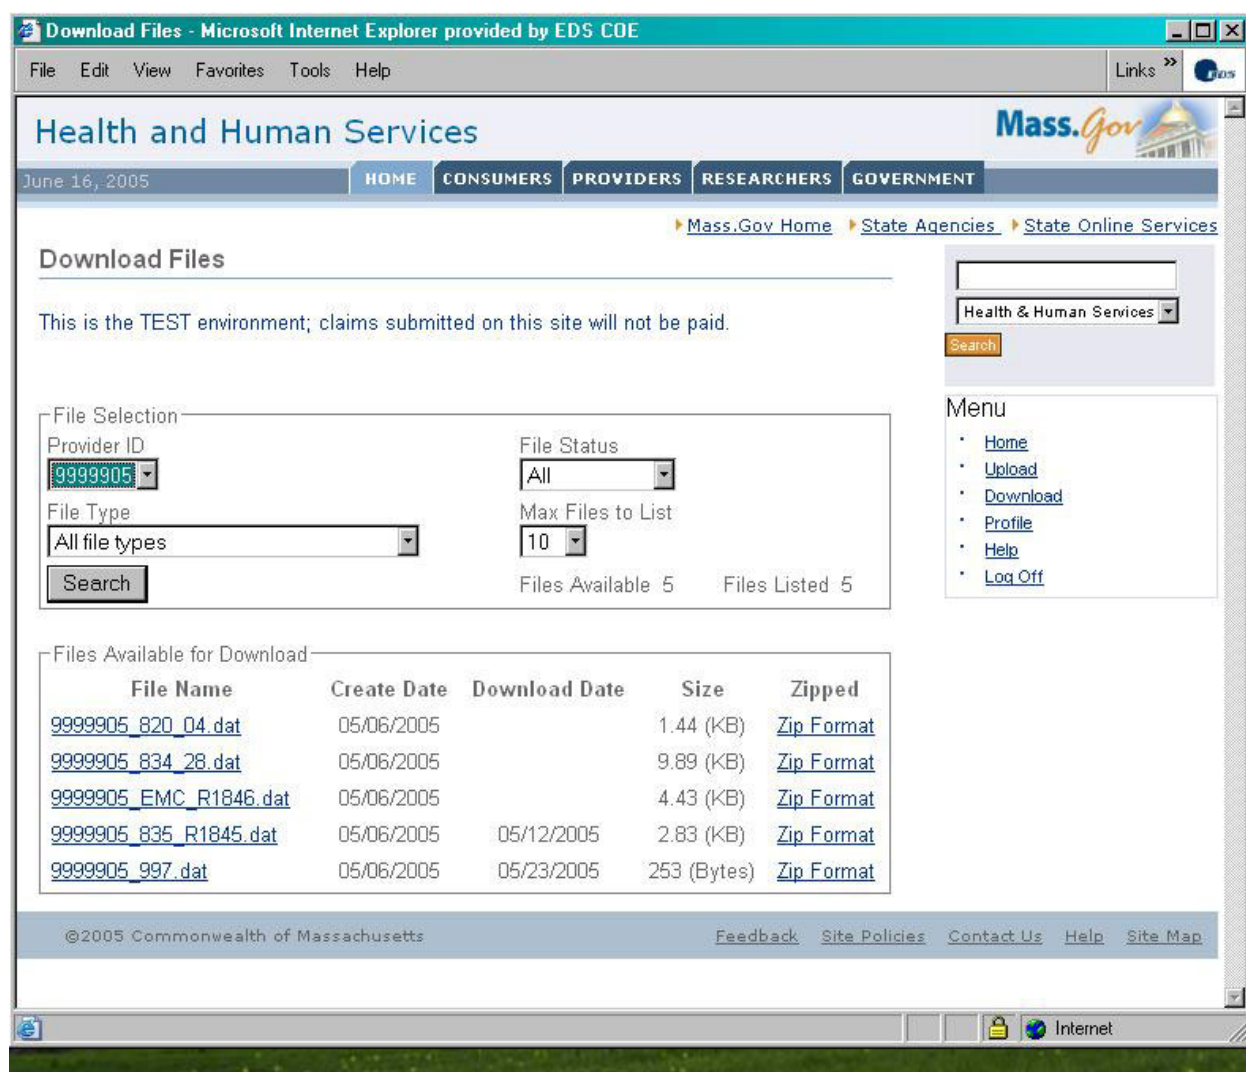 Download Files - Microsoft Internet Explorer provided by EDS COE
File Edit View Favorites Tools Help Links »
Health and Human Services
Mass.Gov
June 16, 2005
HOME CONSUMERS PROVIDERS RESEARCHERS GOVERNMENT
Mass.Gov Home State Agencies State Online Services
Download Files
This is the TEST environment; claims submitted on this site will not be paid.
Health & Human Services
Search
File Selection
Provider ID File Status
9999905 All
File Type Max Files to List
All file types 10
Search Files Available 5 Files Listed 5
Menu
Home
Upload
Download
Profile
Help
Log Off
Files Available for Download
File Name Create Date Download Date Size Zipped
9999905_820_04.dat 05/06/2005 1.44 (KB) Zip Format
9999905_834_28.dat 05/06/2005 9.89 (KB) Zip Format
9999905_EMC_R1846.dat 05/06/2005 4.43 (KB) Zip Format
9999905_835_R1845.dat 05/06/2005 05/12/2005 2.83 (KB) Zip Format
9999905_997.dat 05/06/2005 05/23/2005 253 (Bytes) Zip Format
©2005 Commonwealth of Massachusetts Feedback Site Policies Contact Us Help Site Map
Internet